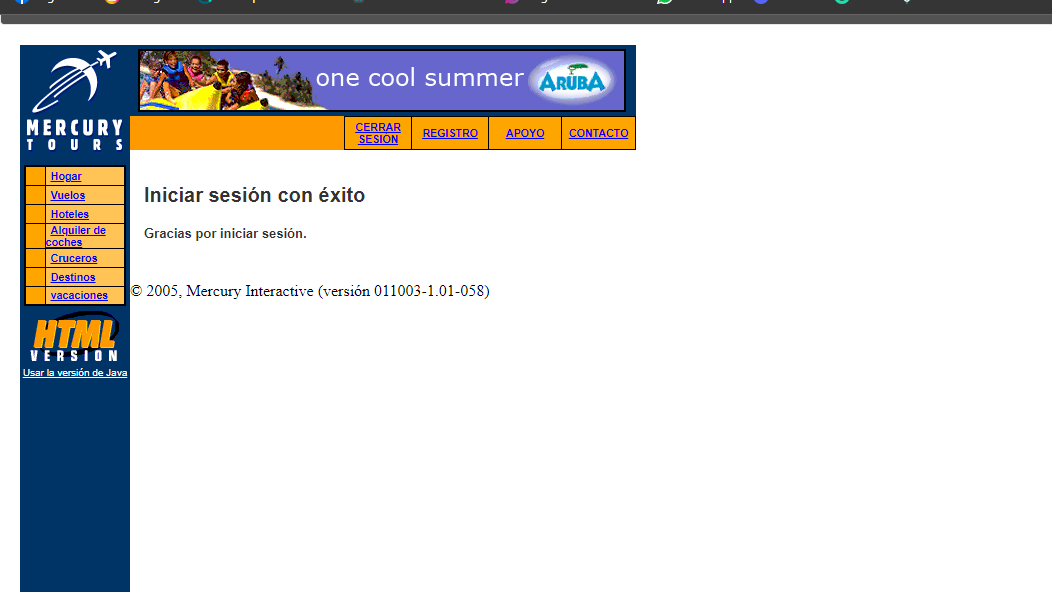 one cool summer ARUBA
MERCURY
TOURS
CERRAR
SESIÓN
REGISTRO
APOYO
CONTACTO
Hogar
Vuelos
Hoteles
Alquiler de
coches
Cruceros
Destinos
vacaciones
Iniciar sesión con éxito
Gracias por iniciar sesión.
© 2005, Mercury Interactive (versión 011003-1.01-058)
HTML
VERSION
Usar la versión de Java